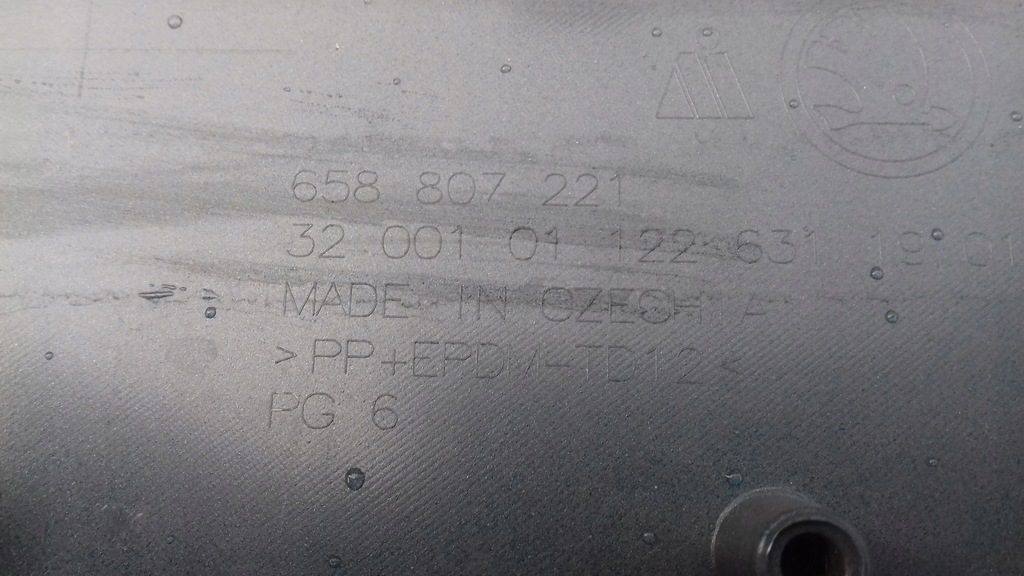 658 807 221
32 001 01 122 631 19 01
MADE IN CZECHIA
>PP+EPDM-TD12<
PG 6